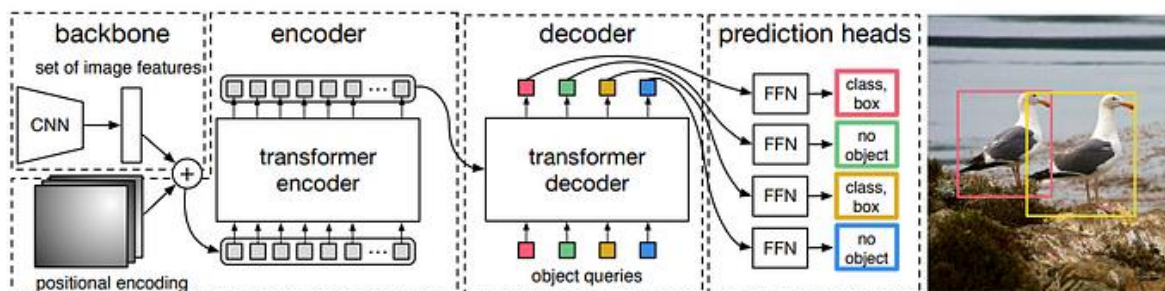 backbone
set of image features
CNN
+
positional encoding
encoder
...
transformer
encoder
...
decoder
transformer
decoder
object queries
prediction heads
FFN
class,
box
FFN
no
object
FFN
class,
box
FFN
no
object